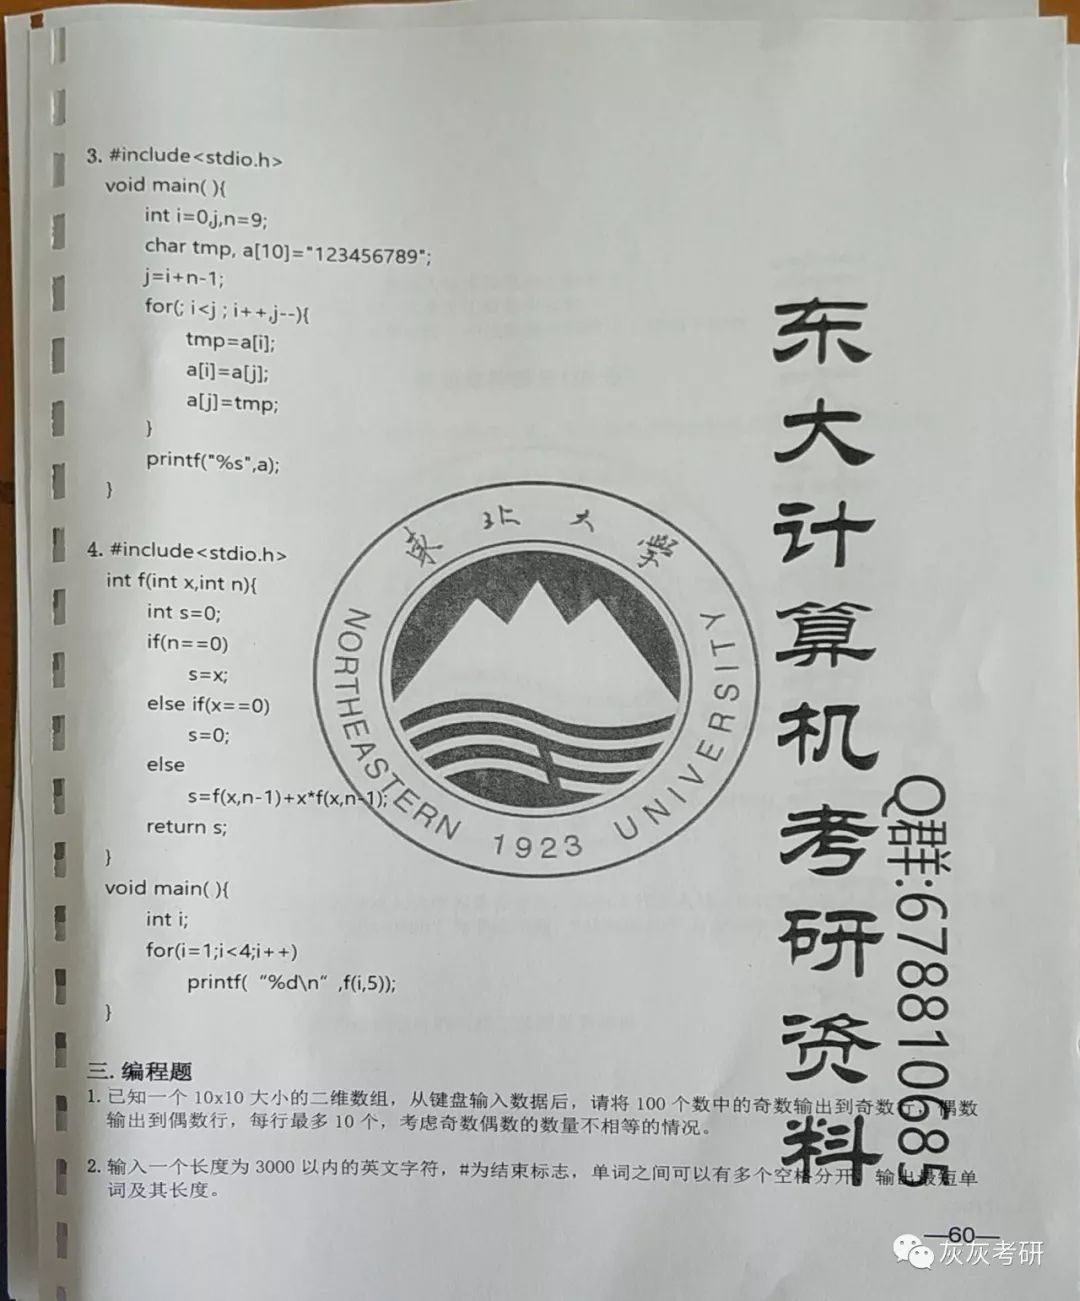 3. #include<stdio.h>
void main( ){
int i=0,j,n=9;
char tmp, a[10]="123456789";
j=i+n-1;
for(; i<j ; i++,j--){
tmp=a[i];
a[i]=a[j];
a[j]=tmp;
}
printf("%s",a);
}
4. #include<stdio.h>
int f(int x,int n){
int s=0;
if(n==0)
s=x;
else if(x==0)
s=0;
else
s=f(x,n-1)+x*f(x,n-1);
return s;
}
void main( ){
int i;
for(i=1;i<4;i++)
printf( “%d\n“ ,f(i,5));
}
三. 编程题
1. 已知一个 10x10 大小的二维数组，从键盘输入数据后，请将 100 个数中的奇数输出到奇数行，偶数
输出到偶数行，每行最多 10 个，考虑奇数偶数的数量不相等的情况。
2. 输入一个长度为 3000 以内的英文字符，#为结束标志，单词之间可以有多个空格分开，输出最短单
词及其长度。
東北大學
NORTHEASTERN 1923 UNIVERSITY
东大计算机考研资料
Q群:678810685
—60—
灰灰考研